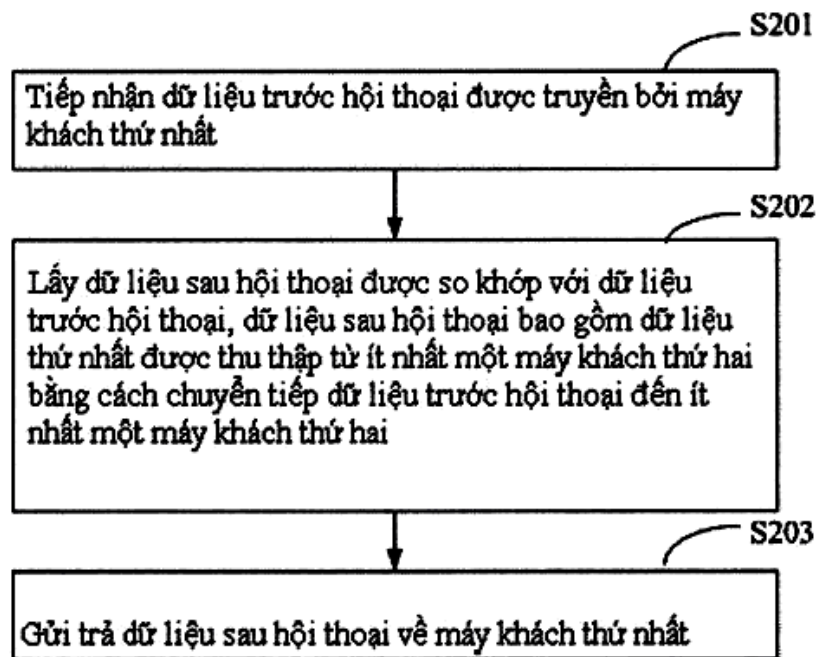 S201
Tiếp nhận dữ liệu trước hội thoại được truyền bởi máy
khách thứ nhất
S202
Lấy dữ liệu sau hội thoại được so khớp với dữ liệu
trước hội thoại, dữ liệu sau hội thoại bao gồm dữ liệu
thứ nhất được thu thập từ ít nhất một máy khách thứ hai
bằng cách chuyển tiếp dữ liệu trước hội thoại đến ít
nhất một máy khách thứ hai
S203
Gửi trả dữ liệu sau hội thoại về máy khách thứ nhất